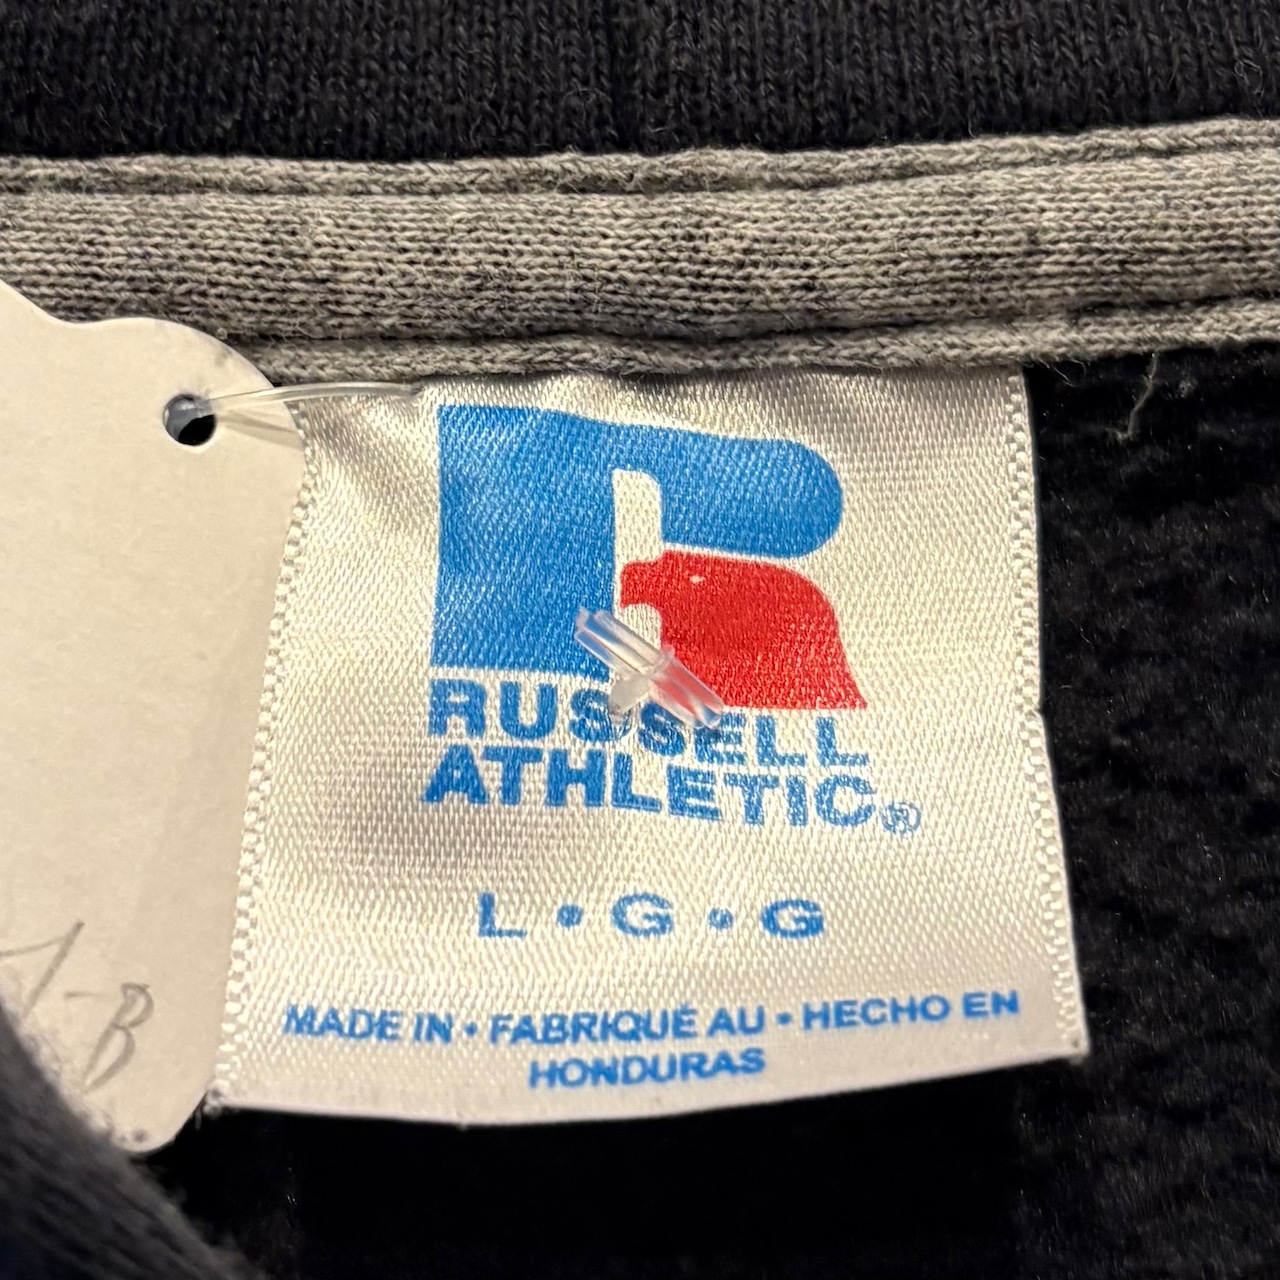 RUSSELL
ATHLETIC®
L • G • G
MADE IN • FABRIQUÉ AU • HECHO EN
HONDURAS
-B